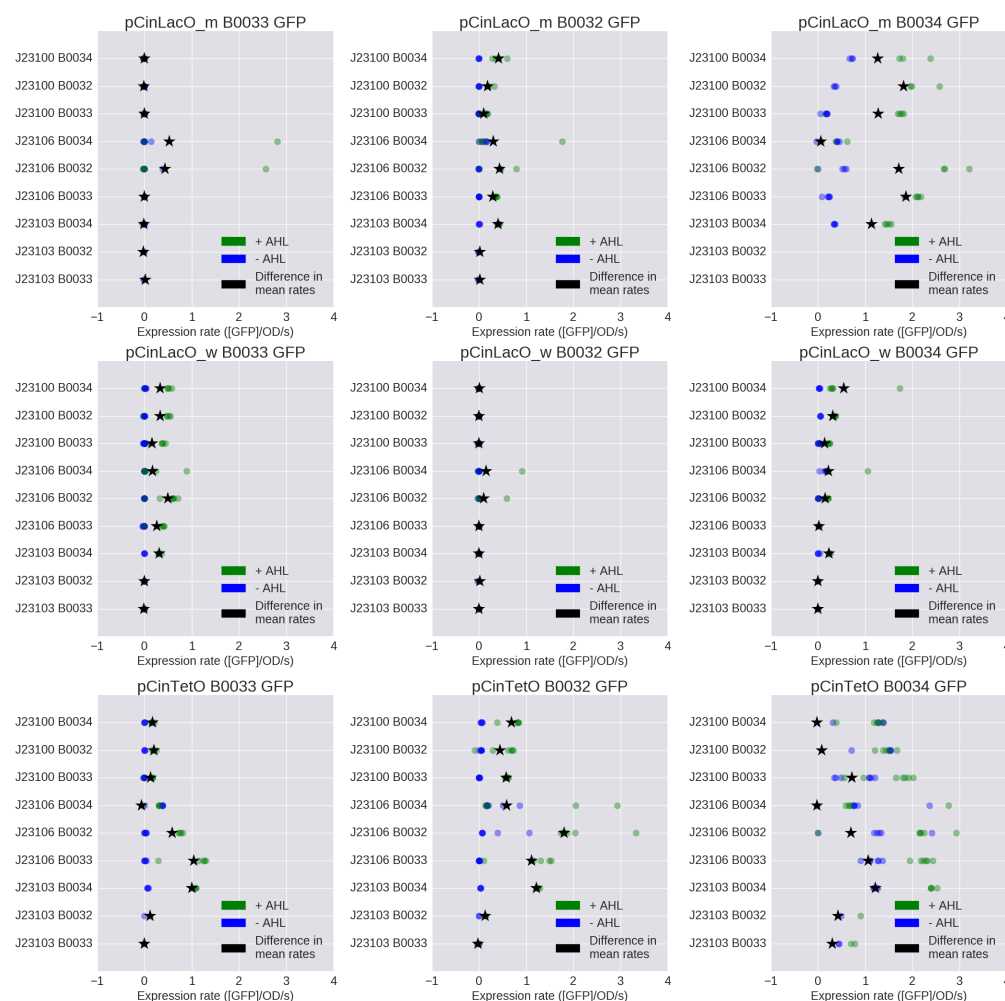 pCinLacO_m B0033 GFP
J23100 B0034
J23100 B0032
J23100 B0033
J23106 B0034
J23106 B0032
J23106 B0033
J23103 B0034
J23103 B0032
J23103 B0033
+ AHL
- AHL
Difference in
mean rates
−1 0 1 2 3 4
Expression rate ([GFP]/OD/s)
pCinLacO_m B0032 GFP
J23100 B0034
J23100 B0032
J23100 B0033
J23106 B0034
J23106 B0032
J23106 B0033
J23103 B0034
J23103 B0032
J23103 B0033
+ AHL
- AHL
Difference in
mean rates
−1 0 1 2 3 4
Expression rate ([GFP]/OD/s)
pCinLacO_m B0034 GFP
J23100 B0034
J23100 B0032
J23100 B0033
J23106 B0034
J23106 B0032
J23106 B0033
J23103 B0034
J23103 B0032
J23103 B0033
+ AHL
- AHL
Difference in
mean rates
−1 0 1 2 3
Expression rate ([GFP]/OD/s)
pCinLacO_w B0033 GFP
J23100 B0034
J23100 B0032
J23100 B0033
J23106 B0034
J23106 B0032
J23106 B0033
J23103 B0034
J23103 B0032
J23103 B0033
+ AHL
- AHL
Difference in
mean rates
−1 0 1 2 3 4
Expression rate ([GFP]/OD/s)
pCinLacO_w B0032 GFP
J23100 B0034
J23100 B0032
J23100 B0033
J23106 B0034
J23106 B0032
J23106 B0033
J23103 B0034
J23103 B0032
J23103 B0033
+ AHL
- AHL
Difference in
mean rates
−1 0 1 2 3 4
Expression rate ([GFP]/OD/s)
pCinLacO_w B0034 GFP
J23100 B0034
J23100 B0032
J23100 B0033
J23106 B0034
J23106 B0032
J23106 B0033
J23103 B0034
J23103 B0032
J23103 B0033
+ AHL
- AHL
Difference in
mean rates
−1 0 1 2 3
Expression rate ([GFP]/OD/s)
pCinTetO B0033 GFP
J23100 B0034
J23100 B0032
J23100 B0033
J23106 B0034
J23106 B0032
J23106 B0033
J23103 B0034
J23103 B0032
J23103 B0033
+ AHL
- AHL
Difference in
mean rates
−1 0 1 2 3 4
Expression rate ([GFP]/OD/s)
pCinTetO B0032 GFP
J23100 B0034
J23100 B0032
J23100 B0033
J23106 B0034
J23106 B0032
J23106 B0033
J23103 B0034
J23103 B0032
J23103 B0033
+ AHL
- AHL
Difference in
mean rates
−1 0 1 2 3 4
Expression rate ([GFP]/OD/s)
pCinTetO B0034 GFP
J23100 B0034
J23100 B0032
J23100 B0033
J23106 B0034
J23106 B0032
J23106 B0033
J23103 B0034
J23103 B0032
J23103 B0033
+ AHL
- AHL
Difference in
mean rates
−1 0 1 2 3
Expression rate ([GFP]/OD/s)